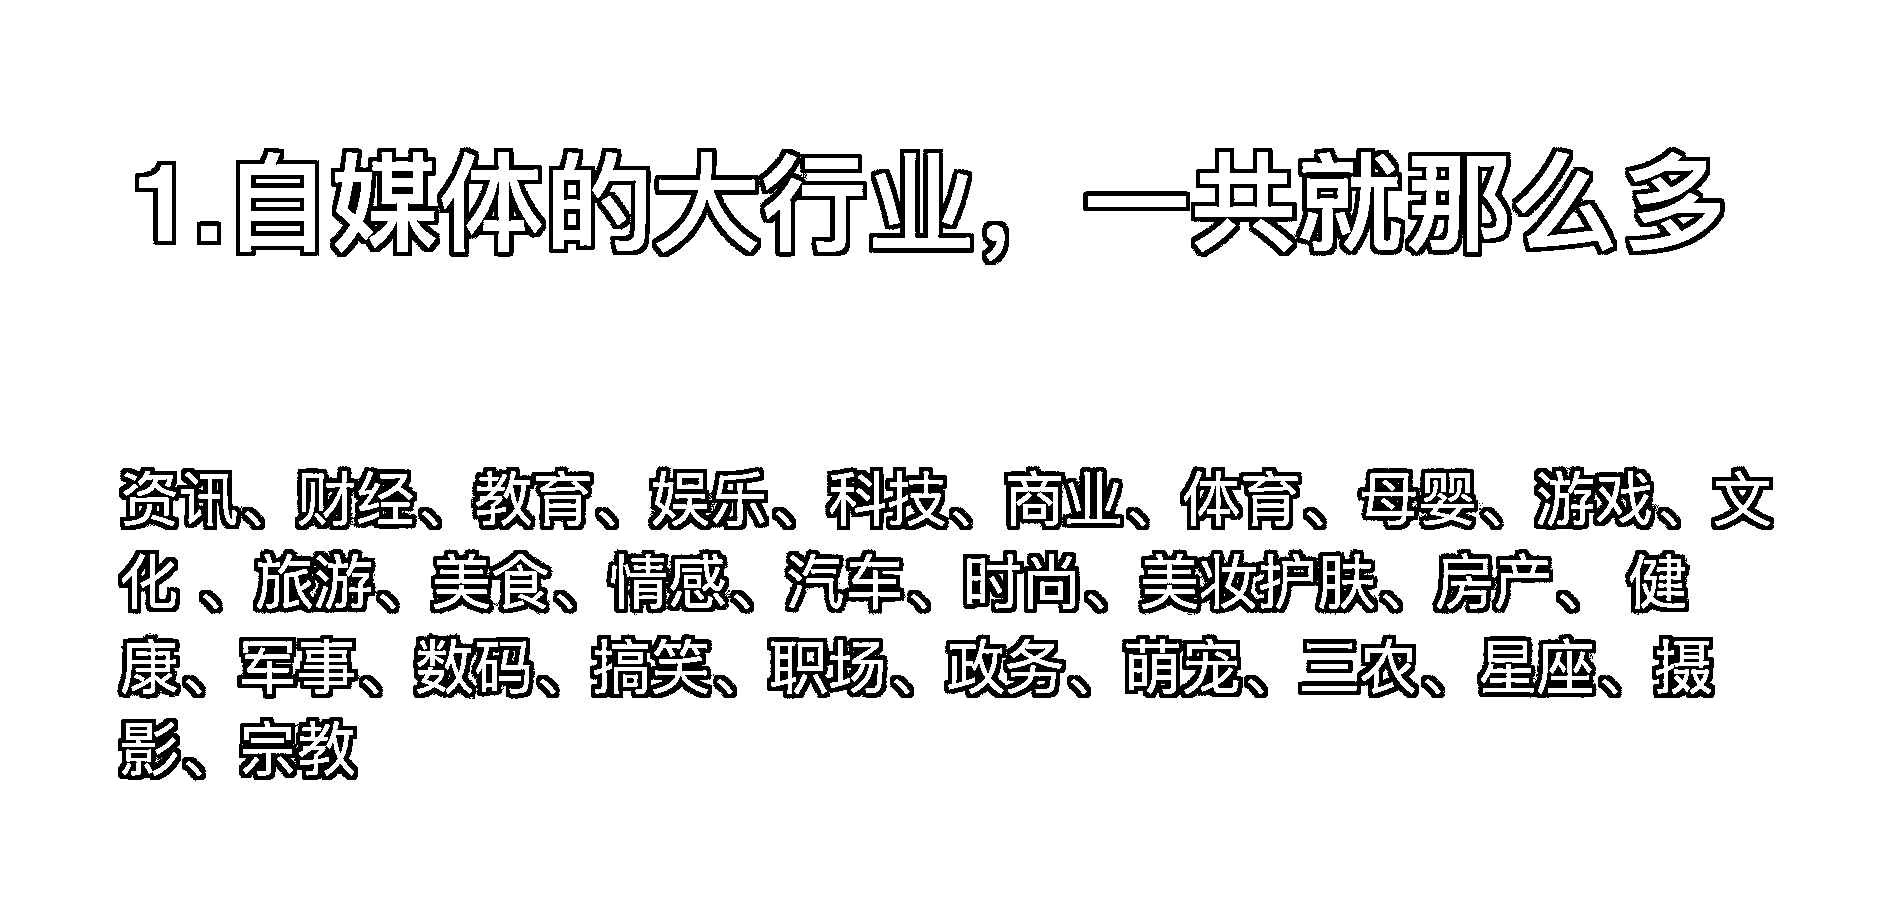 1.自媒体的大行业，一共就那么多
资讯、财经、教育、娱乐、科技、商业、体育、母婴、游戏、文
化 、旅游、美食、情感、汽车、时尚、美妆护肤、房产、 健
康、军事、数码、搞笑、职场、政务、萌宠、三农、星座、摄
影、宗教